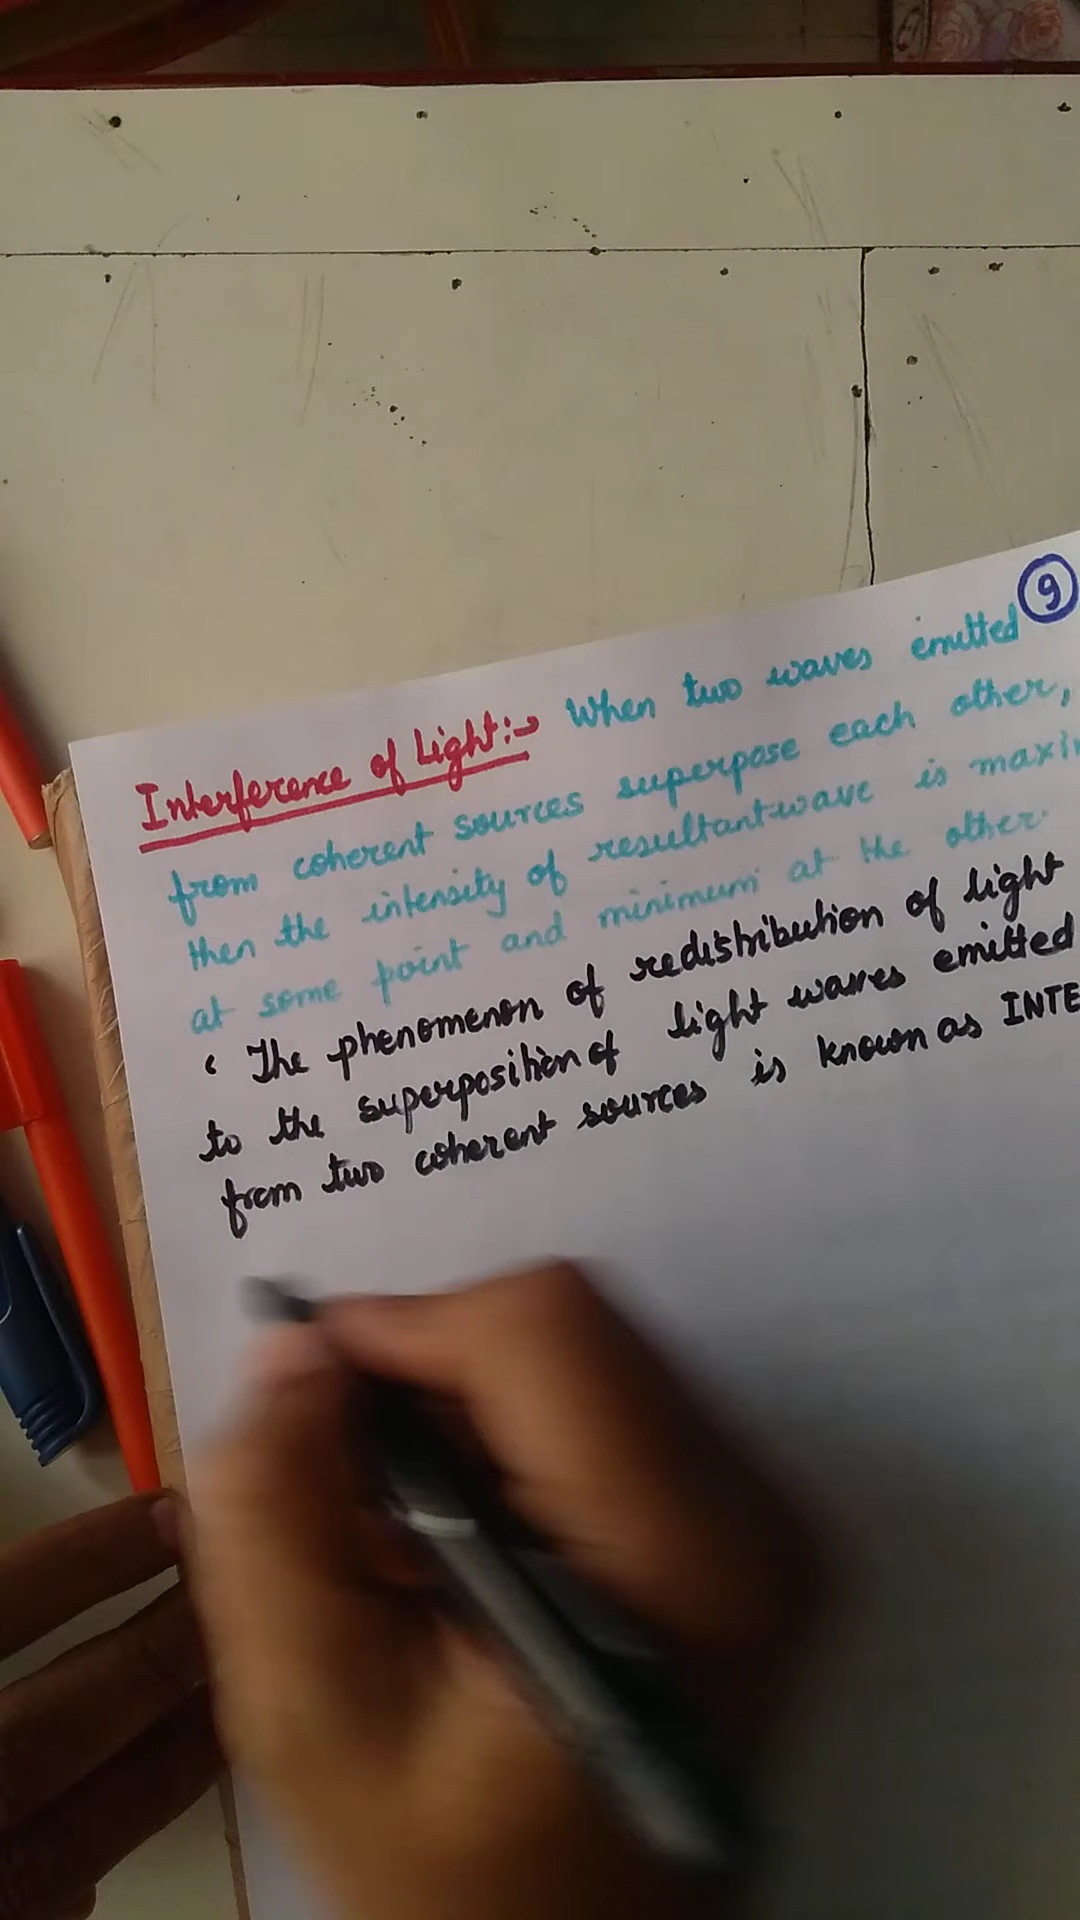 9
Interference of Light:→ When two waves emitted
from coherent sources superpose each other,
then the intensity of resultant wave is maxi
at some point and minimum at the other.
“ The phenomenon of redistribution of light
to the superposition of light waves emitted
from two coherent sources is known as INTE